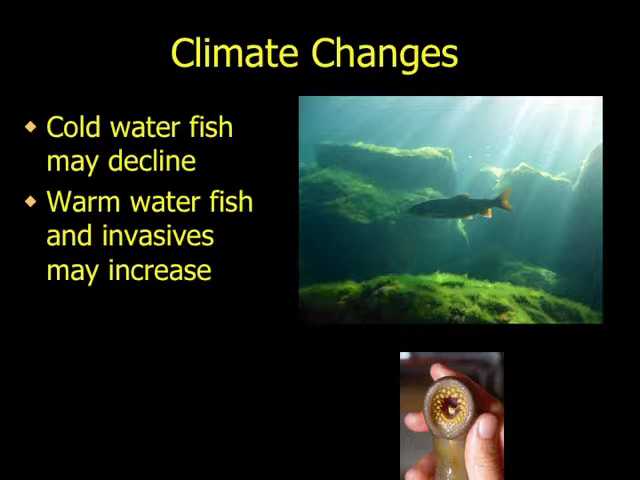 Climate Changes
Cold water fish
may decline
Warm water fish
and invasives
may increase